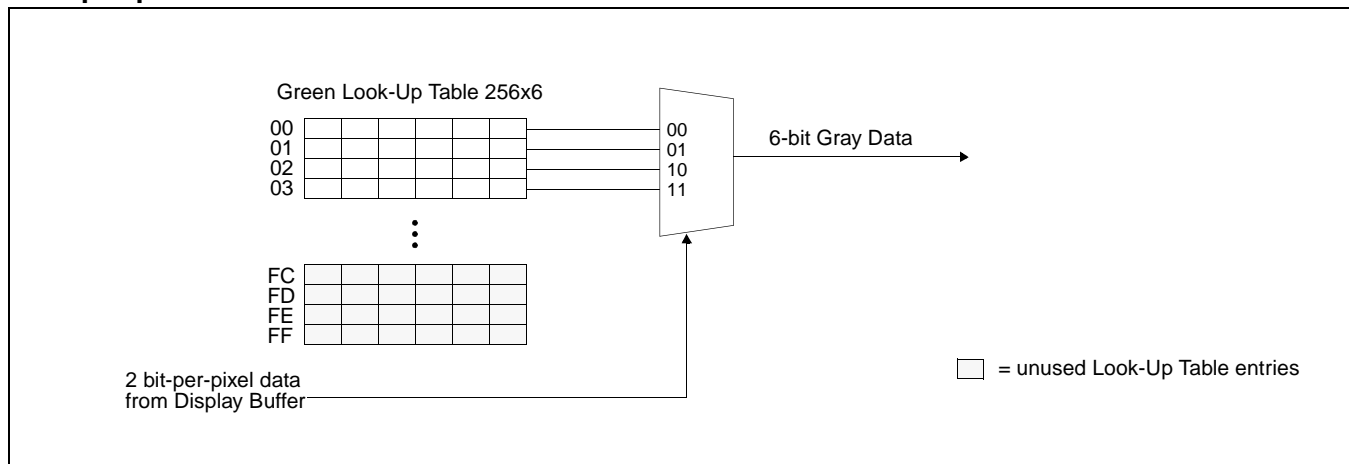 Green Look-Up Table 256x6
00
01
02
03
00
01
10
11
6-bit Gray Data
FC
FD
FE
FF
2 bit-per-pixel data
from Display Buffer
= unused Look-Up Table entries